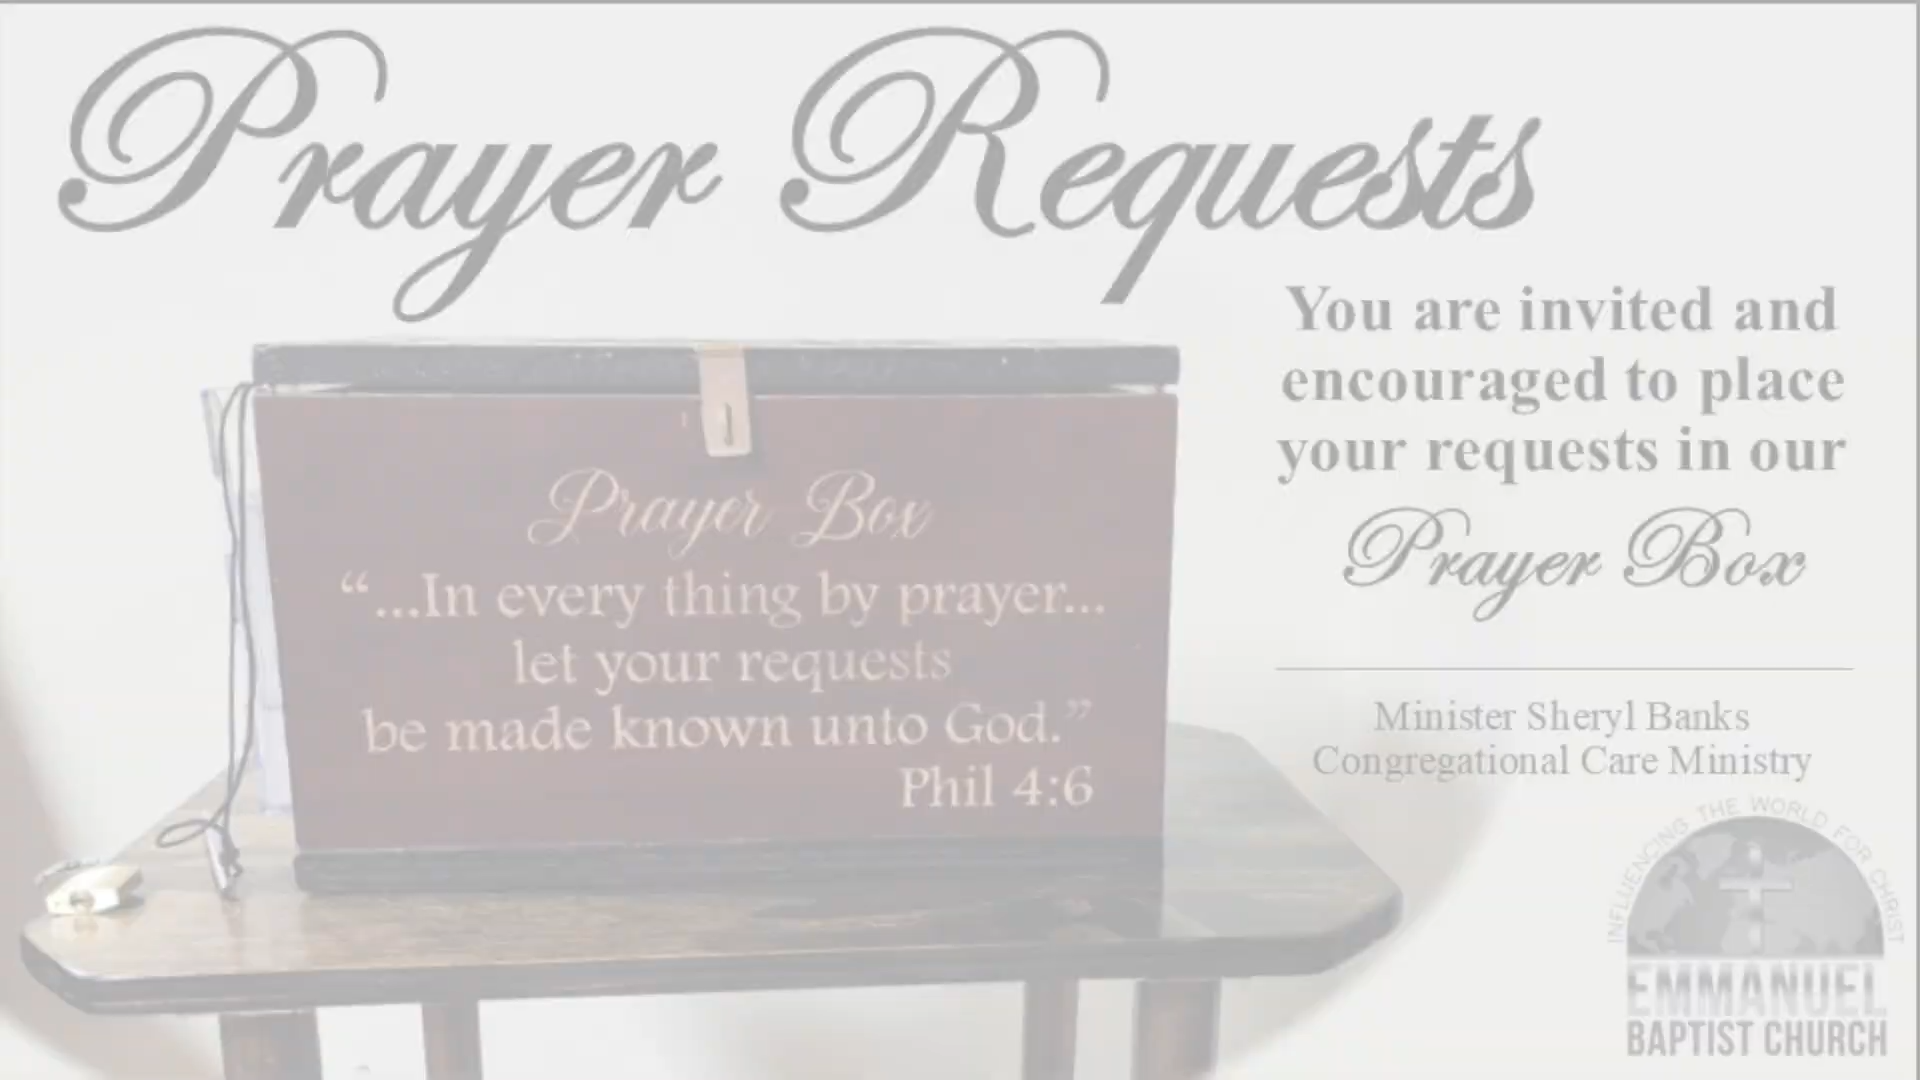 Prayer Requests
You are invited and
encouraged to place
your requests in our
Prayer Box
Prayer Box
“...In every thing by prayer...
let your requests
be made known unto God.”
Phil 4:6
Minister Sheryl Banks
Congregational Care Ministry
INFLUENCING THE WORLD FOR CHRIST
EMMANUEL
BAPTIST CHURCH